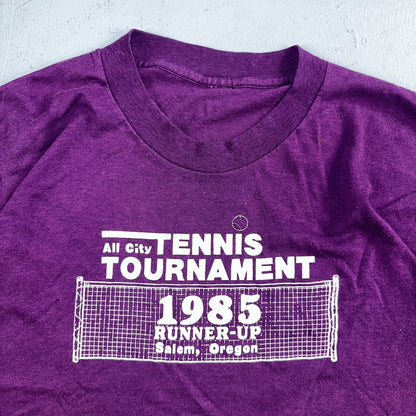 All City TENNIS
TOURNAMENT
1985
RUNNER-UP
Salem, Oregon